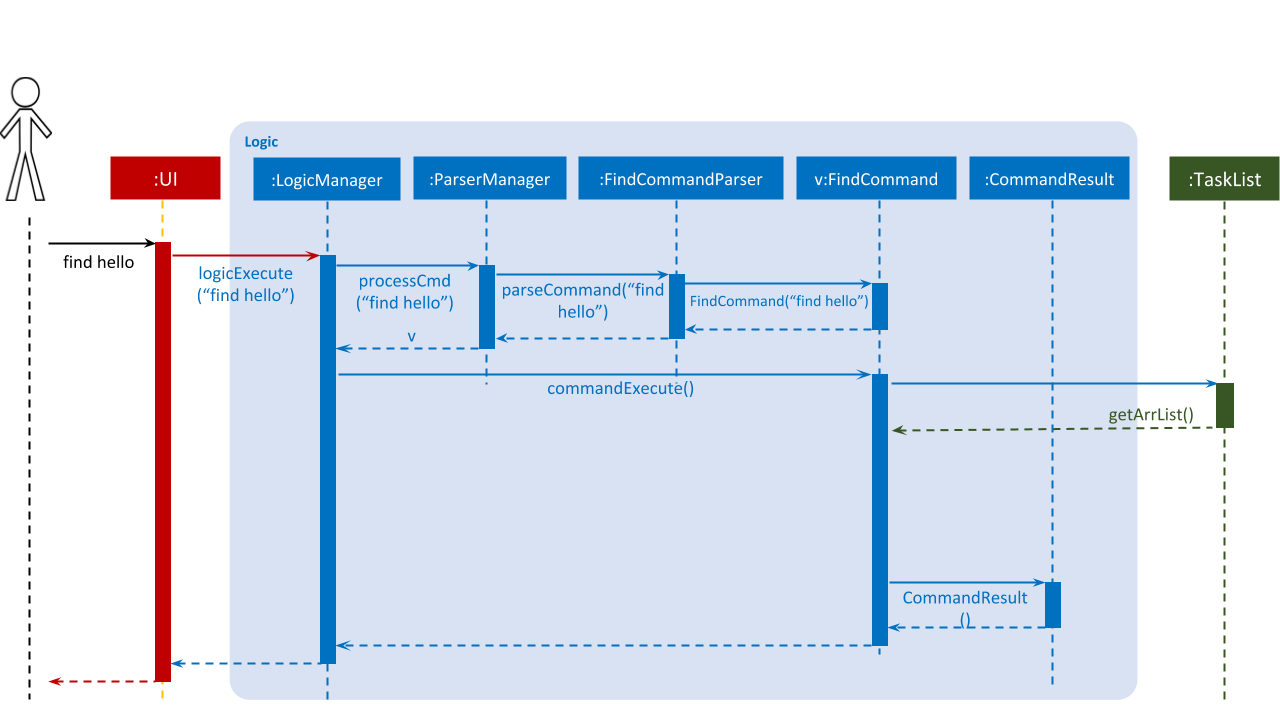 Logic
:UI
:LogicManager
:ParserManager
:FindCommandParser
v:FindCommand
:CommandResult
:TaskList
find hello
logicExecute
(“find hello”)
processCmd
(“find hello”)
parseCommand(“find
hello”)
FindCommand(“find hello”)
v
commandExecute()
getArrList()
CommandResult
()